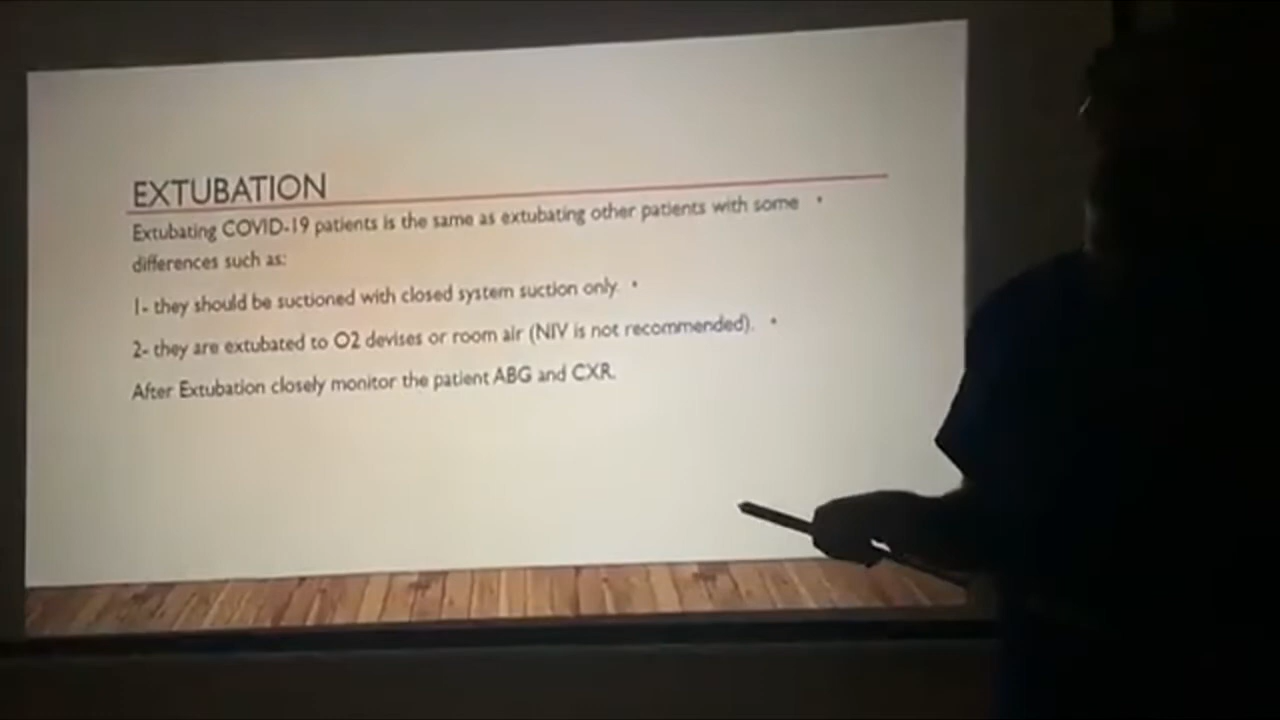 EXTUBATION
Extubating COVID-19 patients is the same as extubating other patients with some •
differences such as:
1- they should be suctioned with closed system suction only. •
2- they are extubated to O2 devises or room air (NIV is not recommended). •
After Extubation closely monitor the patient ABG and CXR.